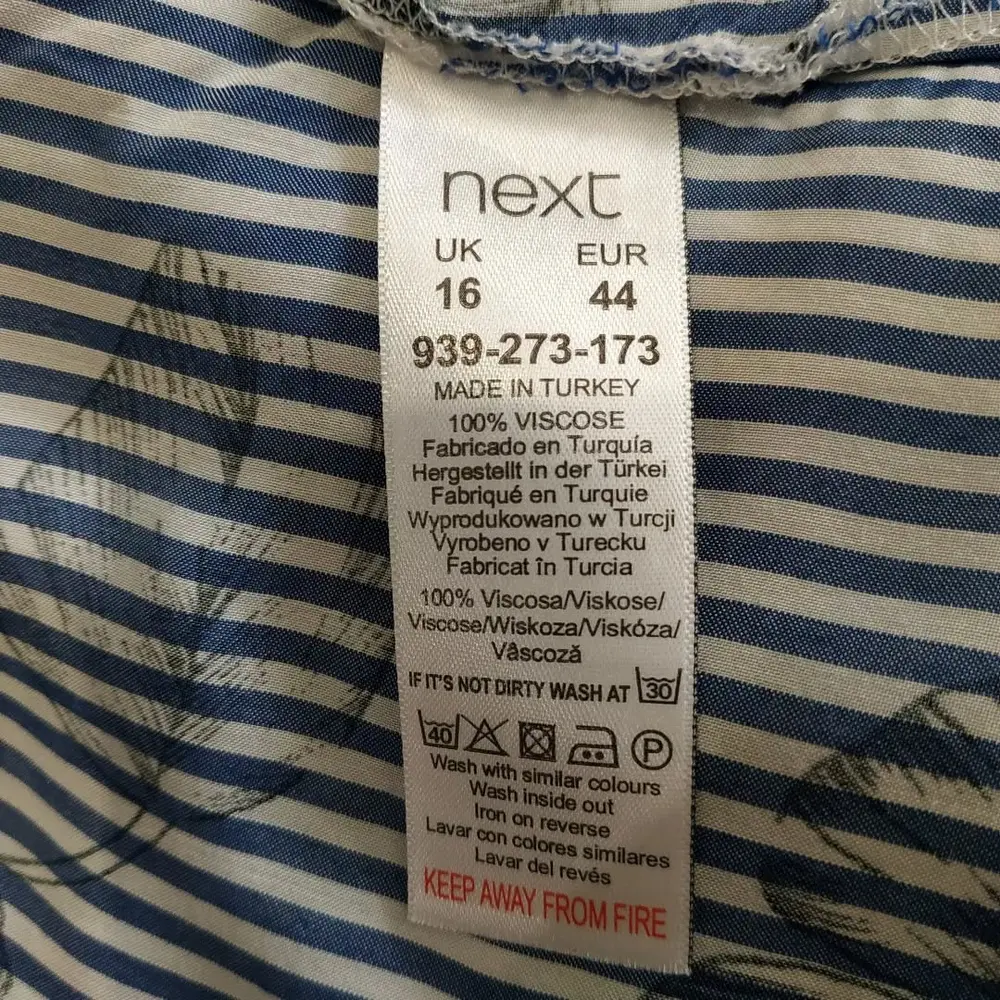 next
UK EUR
16 44
939-273-173
MADE IN TURKEY
100% VISCOSE
Fabricado en Turquía
Hergestellt in der Türkei
Fabriqué en Turquie
Wyprodukowano w Turcji
Vyrobeno v Turecku
Fabricat în Turcia
100% Viscosa/Viskose/
Viscose/Wiskoza/Viskóza/
Vâscoză
IF IT'S NOT DIRTY WASH AT 30
40 P
Wash with similar colours
Wash inside out
Iron on reverse
Lavar con colores similares
Lavar del revés
KEEP AWAY FROM FIRE